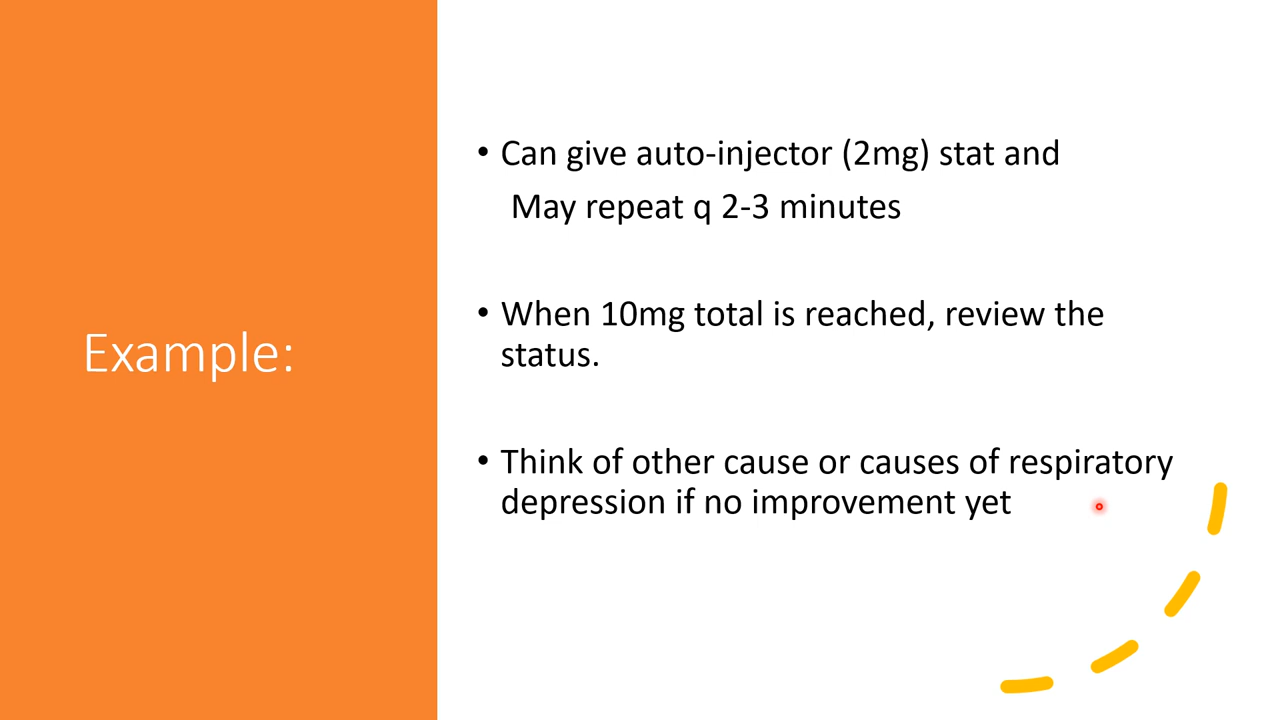 Example:
• Can give auto-injector (2mg) stat and
May repeat q 2-3 minutes
• When 10mg total is reached, review the
status.
• Think of other cause or causes of respiratory
depression if no improvement yet